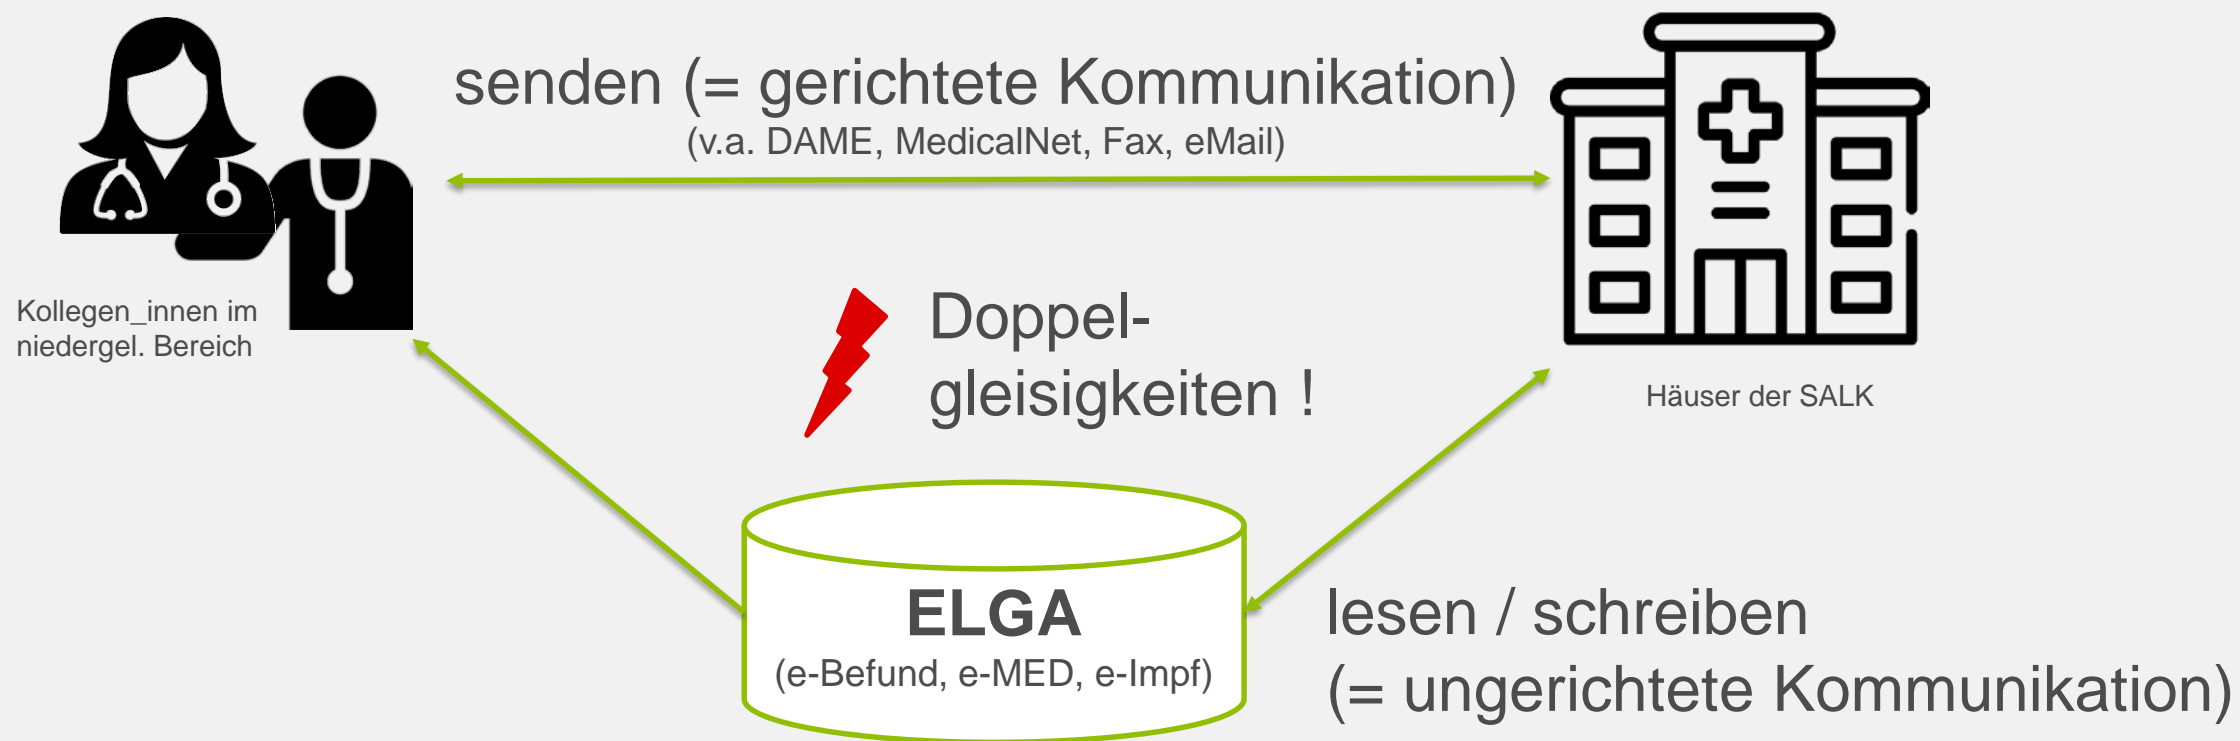 senden (= gerichtete Kommunikation)
(v.a. DAME, MedicalNet, Fax, eMail)
Kollegen_innen im
niedergel. Bereich
Doppel-
gleisigkeiten !
Häuser der SALK
ELGA
(e-Befund, e-MED, e-Impf)
lesen / schreiben
(= ungerichtete Kommunikation)